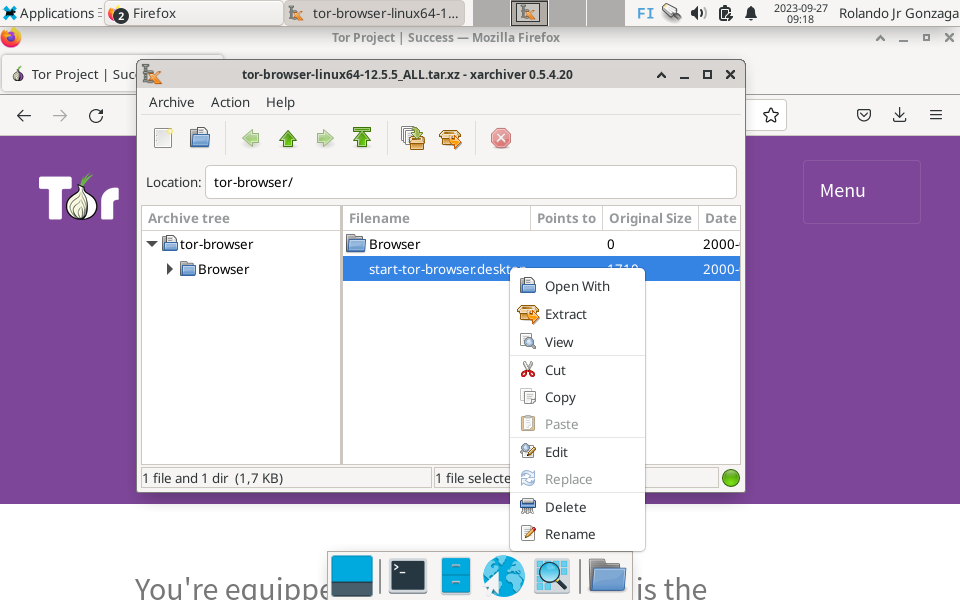 Applications
2 Firefox
tor-browser-linux64-1...
FI
2023-09-27
09:18
Rolando Jr Gonzaga
Tor Project | Success — Mozilla Firefox
Tor Project | Suc
tor-browser-linux64-12.5.5_ALL.tar.xz - xarchiver 0.5.4.20
Archive Action Help
Tor
Menu
Location: tor-browser/
Archive tree
Filename Points to Original Size Date
tor-browser
Browser 0 2000-
Browser
start-tor-browser.desktop 1710 2000-
Open With
Extract
View
Cut
Copy
Paste
Edit
Replace
Delete
Rename
1 file and 1 dir (1,7 KB)
1 file selecte
You're equippe is the